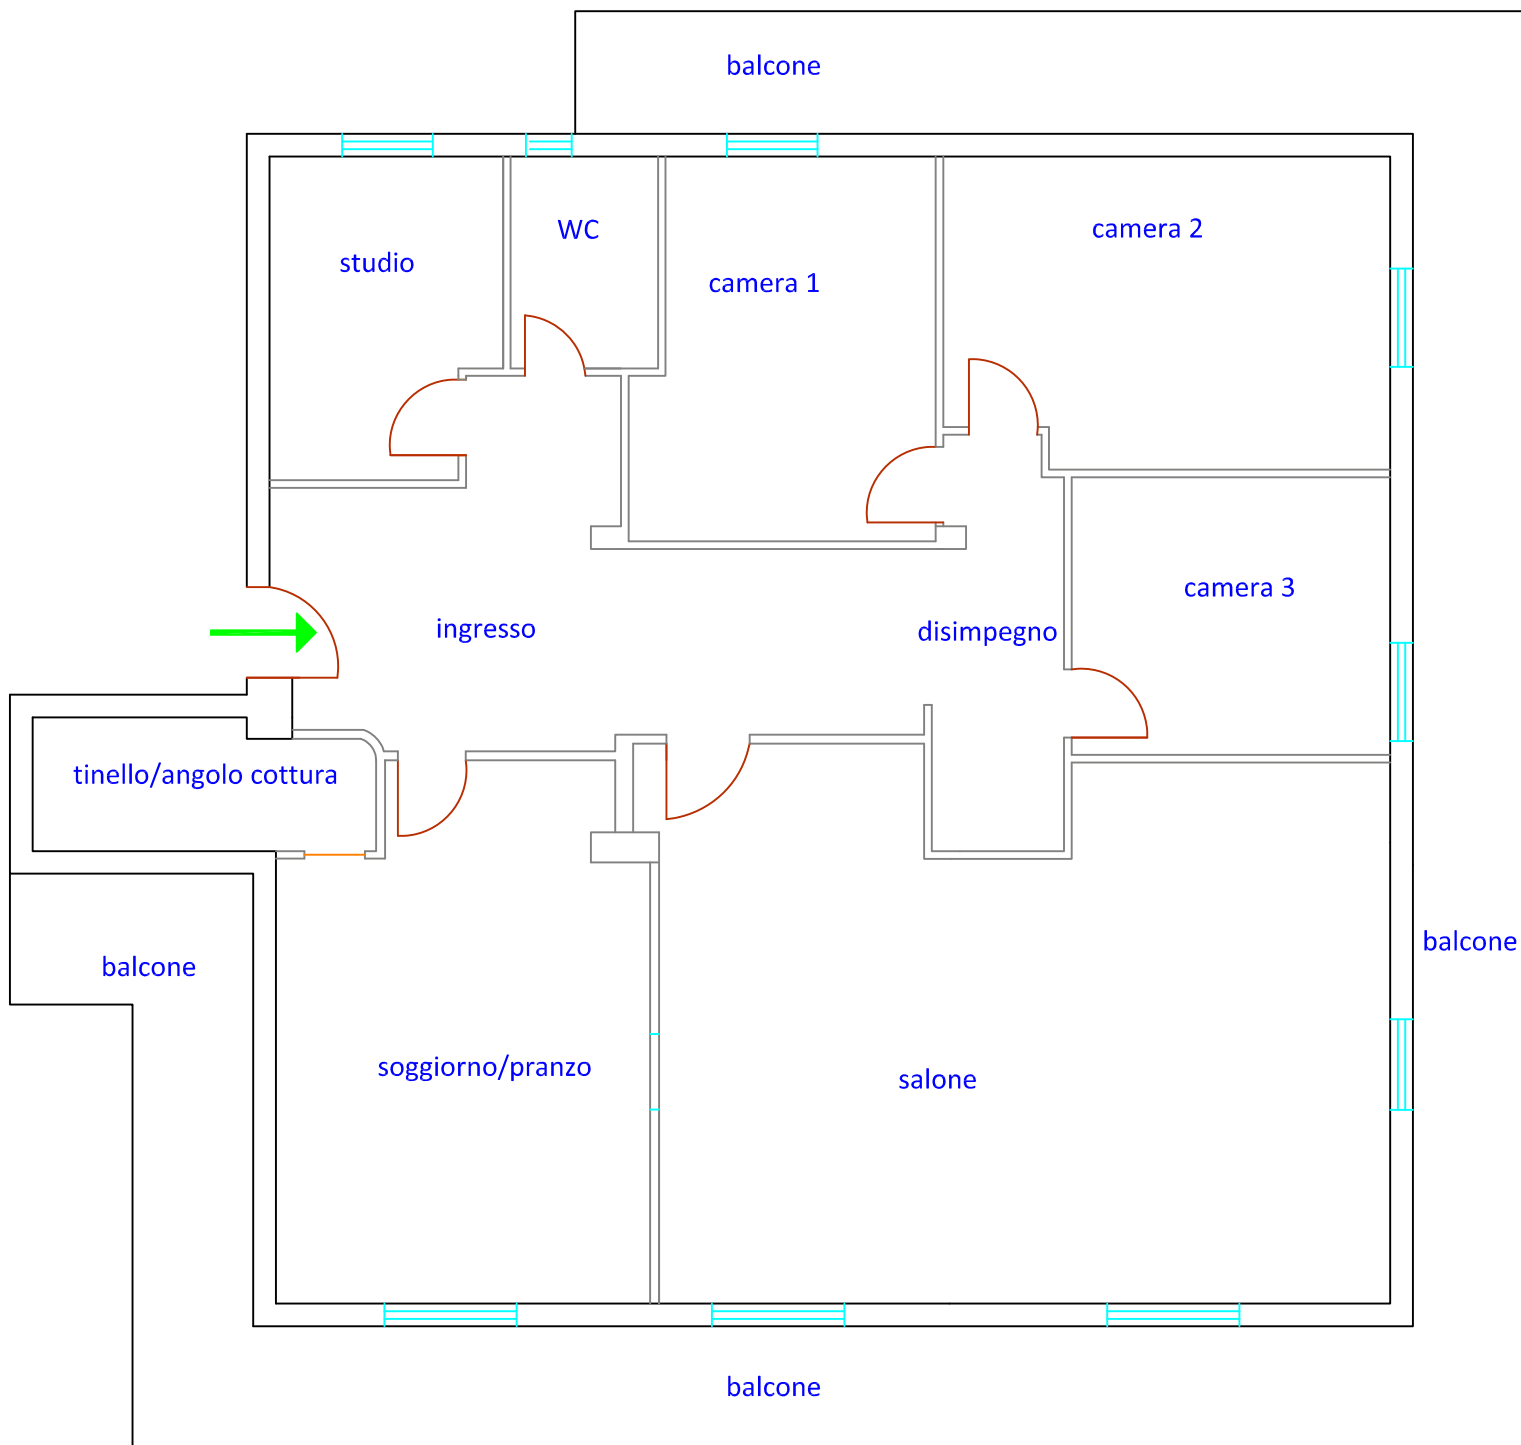 balcone
WC
camera 2
studio
camera 1
camera 3
ingresso
disimpegno
tinello/angolo cottura
balcone
balcone
soggiorno/pranzo
salone
balcone